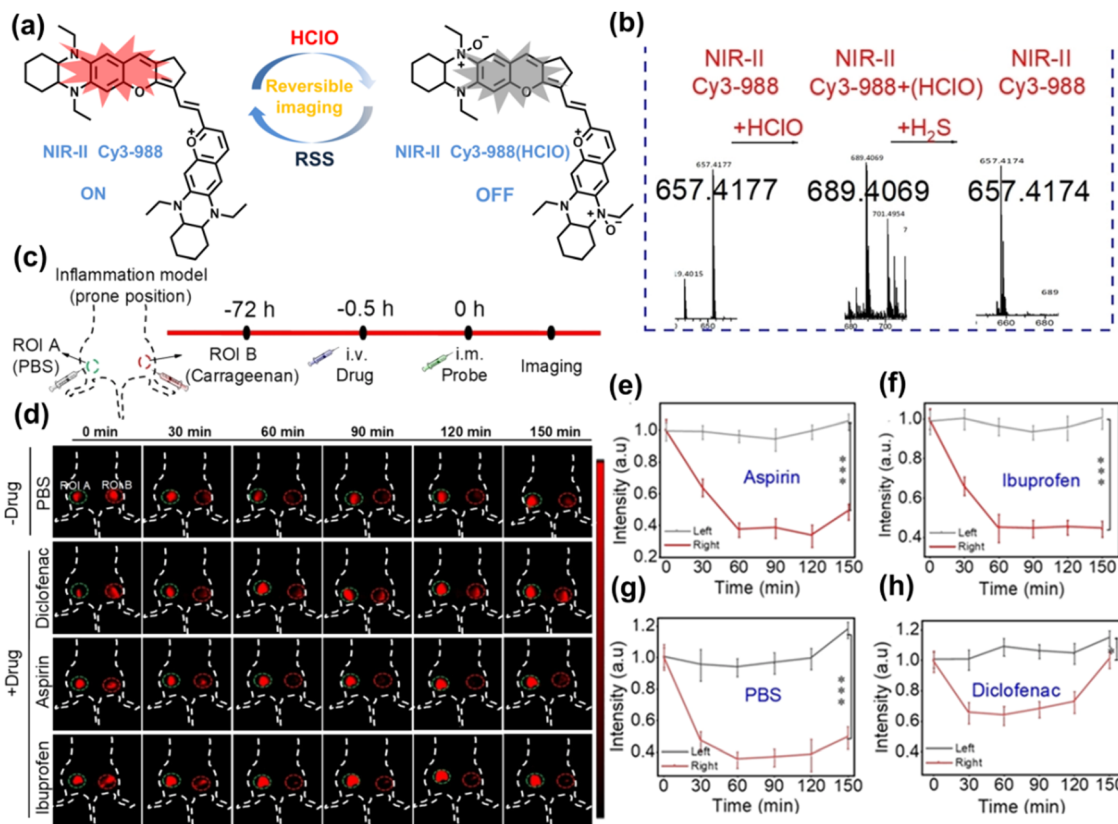 (a)
HClO
Reversible
imaging
RSS
NIR-II Cy3-988
ON
NIR-II Cy3-988(HClO)
OFF
N
N
O
O
+
N
N
N
+
O
-
N
O
O
+
N
N
+
O
-
(b)
NIR-II
Cy3-988
NIR-II
Cy3-988+(HClO)
NIR-II
Cy3-988
+HClO
+H₂S
657.4177
657.4177
689.4069
689.4069
701.4954
7
657.4174
657.4174
689
19.4015
650
680
700
660
680
(c)
Inflammation model
(prone position)
ROI A
(PBS)
ROI B
(Carrageenan)
-72 h
-0.5 h
0 h
i.v.
Drug
i.m.
Probe
Imaging
(d)
0 min
30 min
60 min
90 min
120 min
150 min
ROI A
ROI B
-Drug
PBS
+Drug
Diclofenac
Aspirin
Ibuprofen
(e)
Intensity (a.u)
1.0
0.8
0.6
0.4
0.2
Aspirin
***
Left
Right
0 30 60 90 120 150
Time (min)
(f)
Intensity (a.u.)
1.0
0.8
0.6
0.4
Ibuprofen
***
Left
Right
0 30 60 90 120 150
Time (min)
(g)
Intensity (a.u)
1.2
1.0
0.8
0.6
0.4
PBS
***
Left
Right
0 30 60 90 120 150
Time (min)
(h)
Intensity (a.u)
1.2
1.0
0.8
0.6
0.4
Diclofenac
*
Left
Right
0 30 60 90 120 150
Time (min)